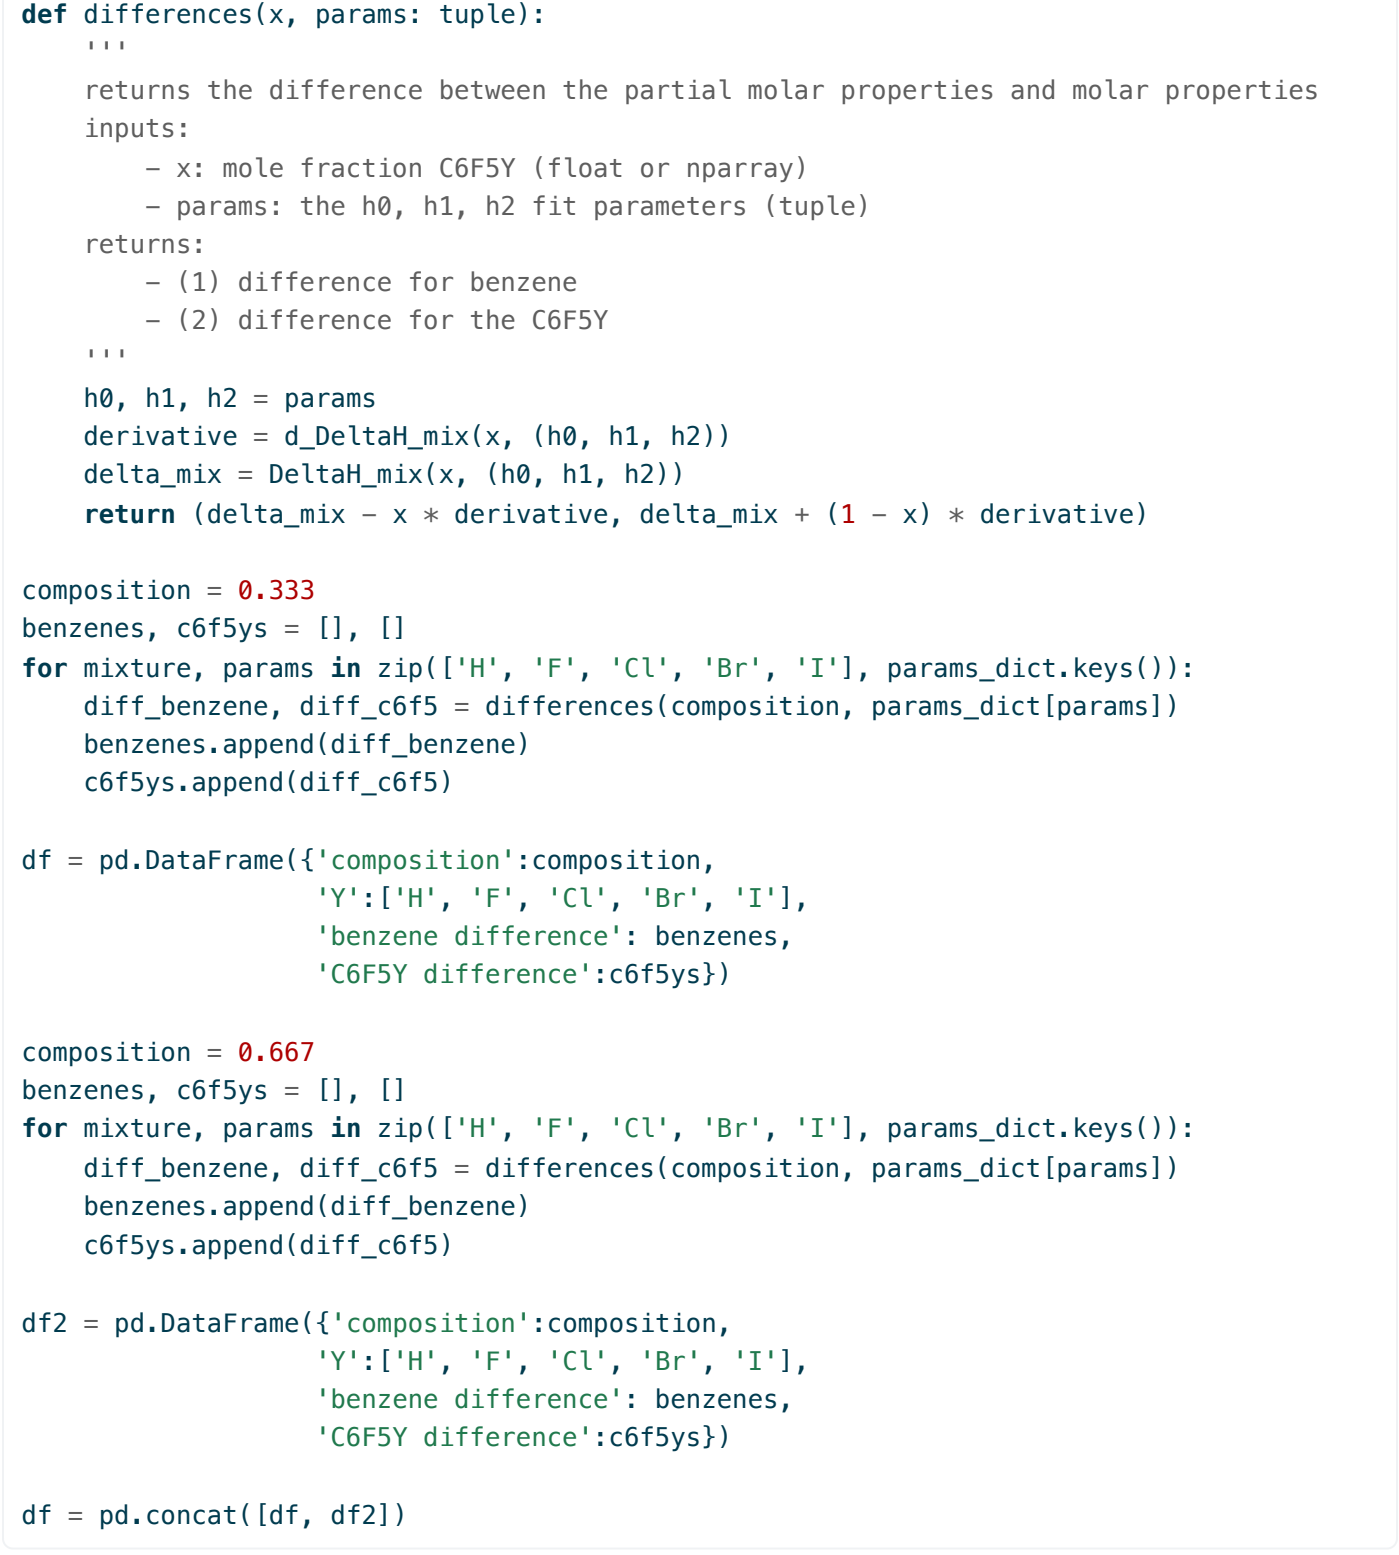 def differences(x, params: tuple):
    '''
    returns the difference between the partial molar properties and molar properties
    inputs:
        - x: mole fraction C6F5Y (float or nparray)
        - params: the h0, h1, h2 fit parameters (tuple)
    returns:
        - (1) difference for benzene
        - (2) difference for the C6F5Y
    '''
    h0, h1, h2 = params
    derivative = d_DeltaH_mix(x, (h0, h1, h2))
    delta_mix = DeltaH_mix(x, (h0, h1, h2))
    return (delta_mix - x * derivative, delta_mix + (1 - x) * derivative)

composition = 0.333
benzenes, c6f5ys = [], []
for mixture, params in zip(['H', 'F', 'Cl', 'Br', 'I'], params_dict.keys()):
    diff_benzene, diff_c6f5 = differences(composition, params_dict[params])
    benzenes.append(diff_benzene)
    c6f5ys.append(diff_c6f5)

df = pd.DataFrame({'composition':composition,
                   'Y':['H', 'F', 'Cl', 'Br', 'I'],
                   'benzene difference': benzenes,
                   'C6F5Y difference':c6f5ys})

composition = 0.667
benzenes, c6f5ys = [], []
for mixture, params in zip(['H', 'F', 'Cl', 'Br', 'I'], params_dict.keys()):
    diff_benzene, diff_c6f5 = differences(composition, params_dict[params])
    benzenes.append(diff_benzene)
    c6f5ys.append(diff_c6f5)

df2 = pd.DataFrame({'composition':composition,
                   'Y':['H', 'F', 'Cl', 'Br', 'I'],
                   'benzene difference': benzenes,
                   'C6F5Y difference':c6f5ys})

df = pd.concat([df, df2])